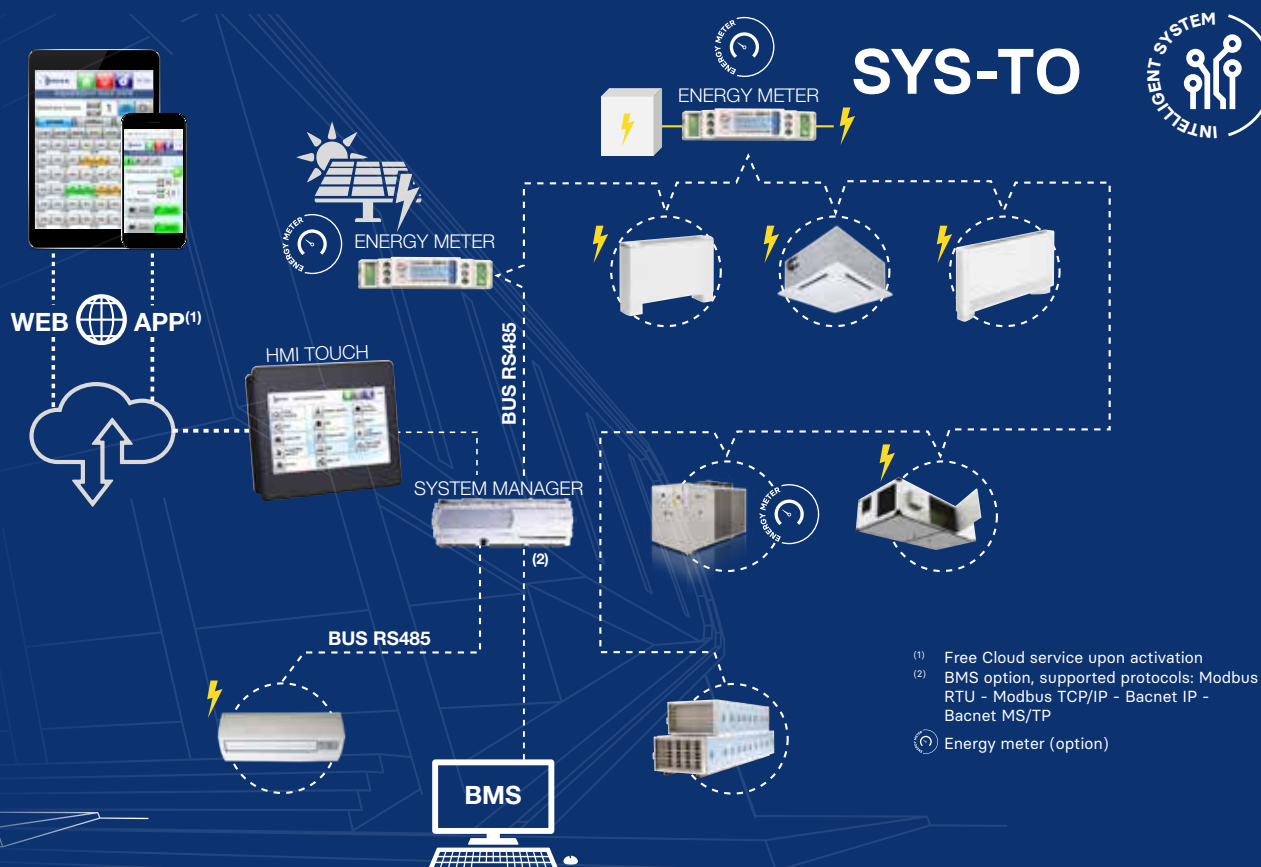 SYS-TO
INTELLIGENT SYSTEM
ENERGY METER
ENERGY METER
ENERGY METER
ENERGY METER
WEB APP(1)
HMI TOUCH
BUS RS485
SYSTEM MANAGER
(2)
ENERGY METER
BUS RS485
BMS
(1) Free Cloud service upon activation
(2) BMS option, supported protocols: Modbus
RTU - Modbus TCP/IP - Bacnet IP -
Bacnet MS/TP
Energy meter (option)